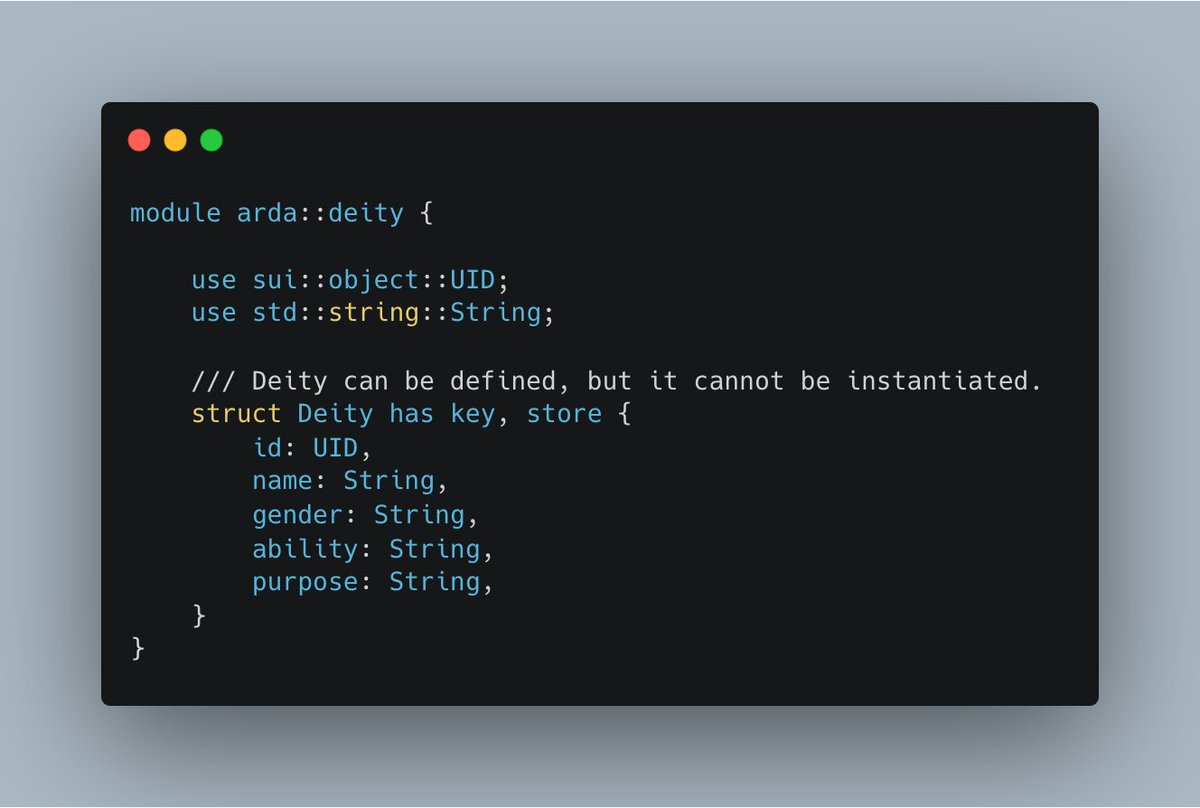 module arda::deity {
    use sui::object::UID;
    use std::string::String;
    /// Deity can be defined, but it cannot be instantiated.
    struct Deity has key, store {
        id: UID,
        name: String,
        gender: String,
        ability: String,
        purpose: String,
    }
}